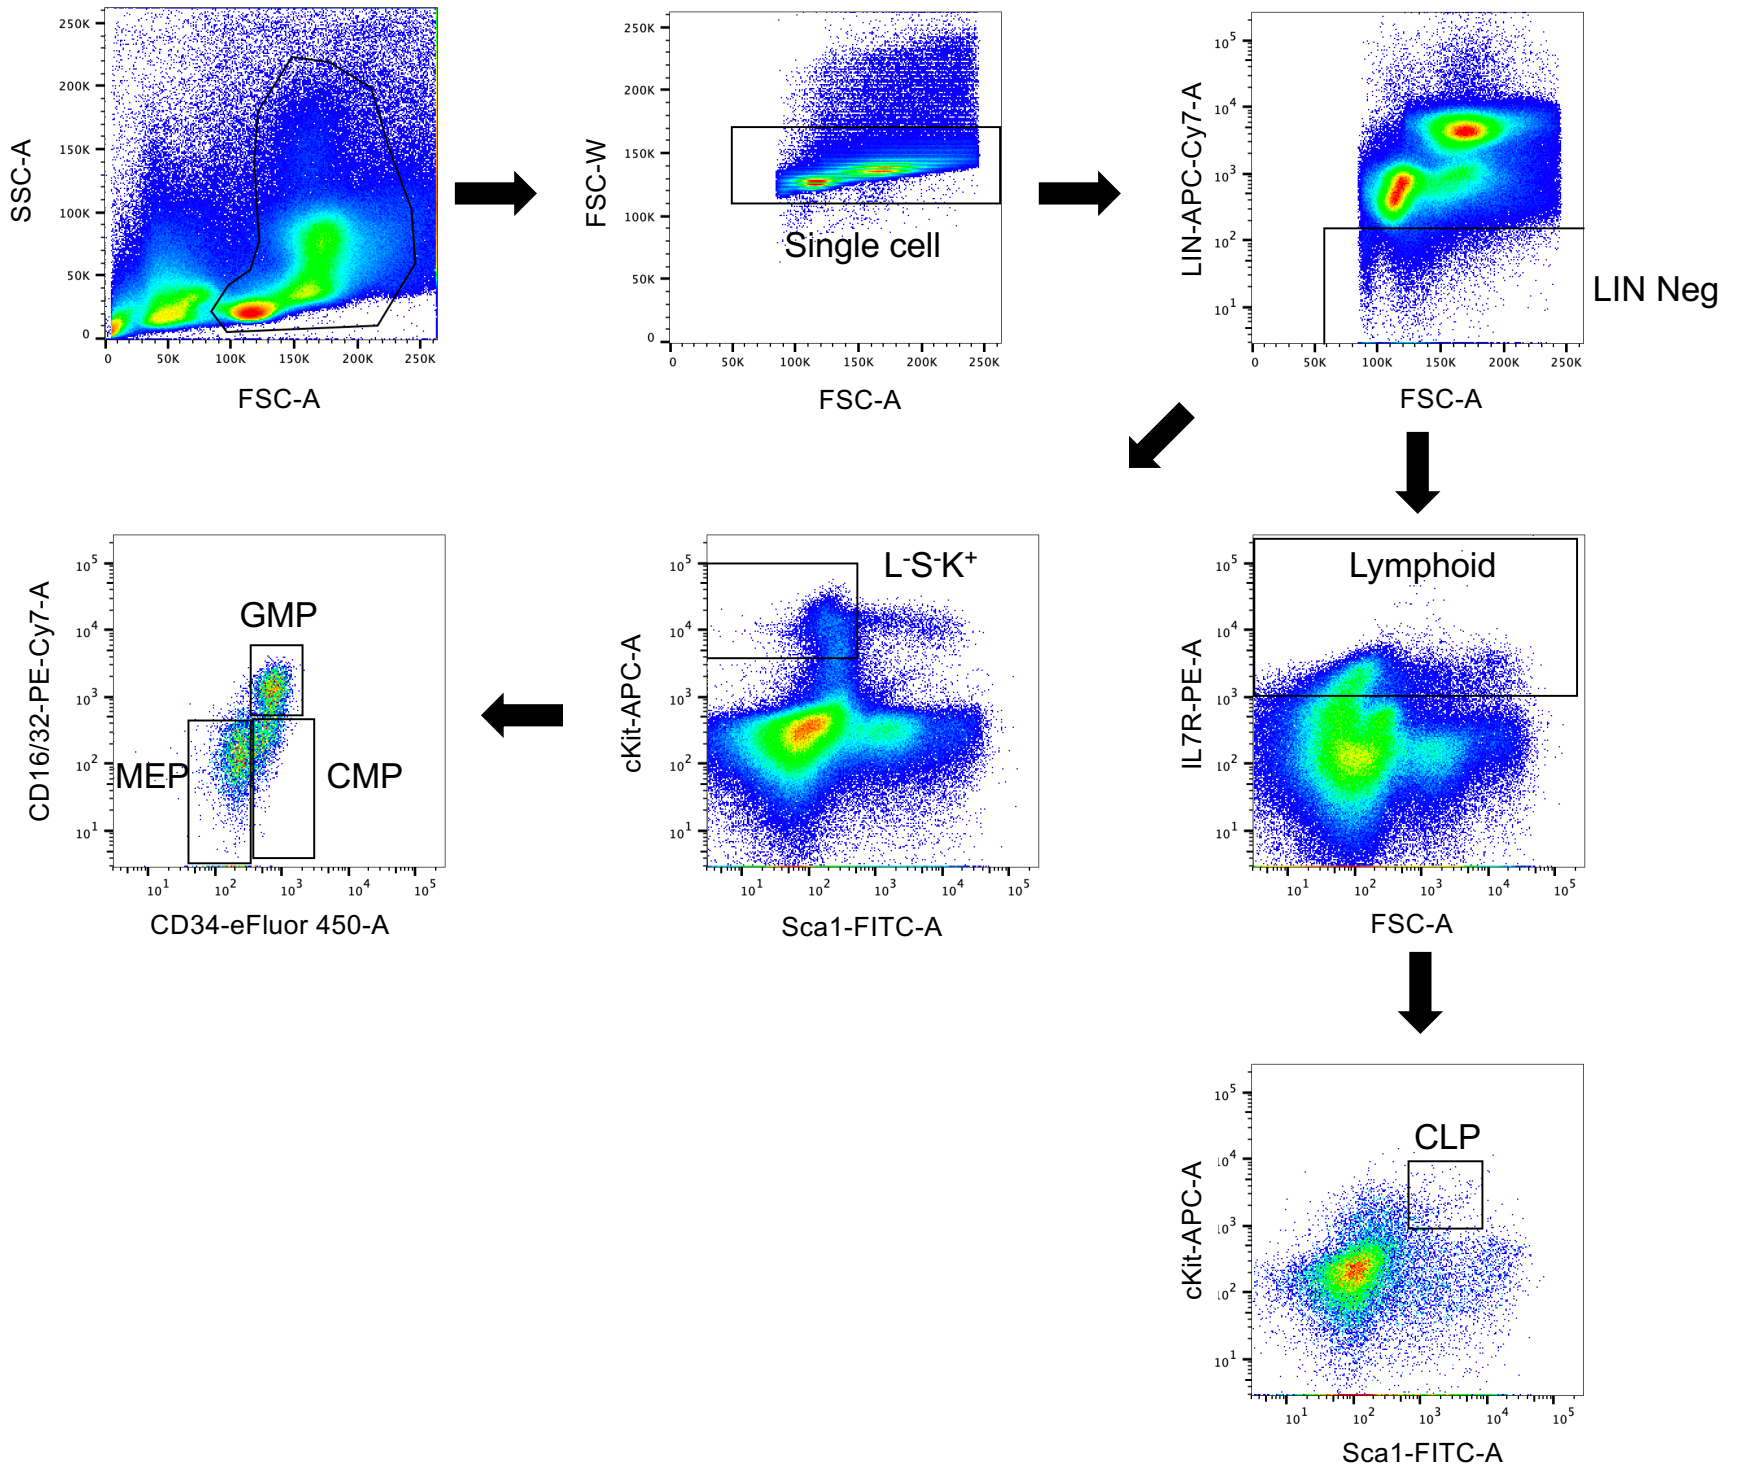 SSC-A
250K
200K
150K
100K
50K
0
0 50K 100K 150K 200K 250K
FSC-A
FSC-W
250K
200K
150K
100K
50K
0
Single cell
0 50K 100K 150K 200K 250K
FSC-A
LIN-APC-Cy7-A
10^5
10^4
10^3
10^2
10^1
LIN Neg
0 50K 100K 150K 200K 250K
FSC-A
CD16/32-PE-Cy7-A
10^5
10^4
10^3
10^2
10^1
GMP
MEP
CMP
10^1 10^2 10^3 10^4 10^5
CD34-eFluor 450-A
cKit-APC-A
10^5
10^4
10^3
10^2
10^1
L-S-K+
10^1 10^2 10^3 10^4 10^5
Sca1-FITC-A
IL7R-PE-A
10^5
10^4
10^3
10^2
10^1
Lymphoid
10^1 10^2 10^3 10^4 10^5
FSC-A
cKit-APC-A
10^5
10^4
10^3
10^2
10^1
CLP
10^1 10^2 10^3 10^4 10^5
Sca1-FITC-A